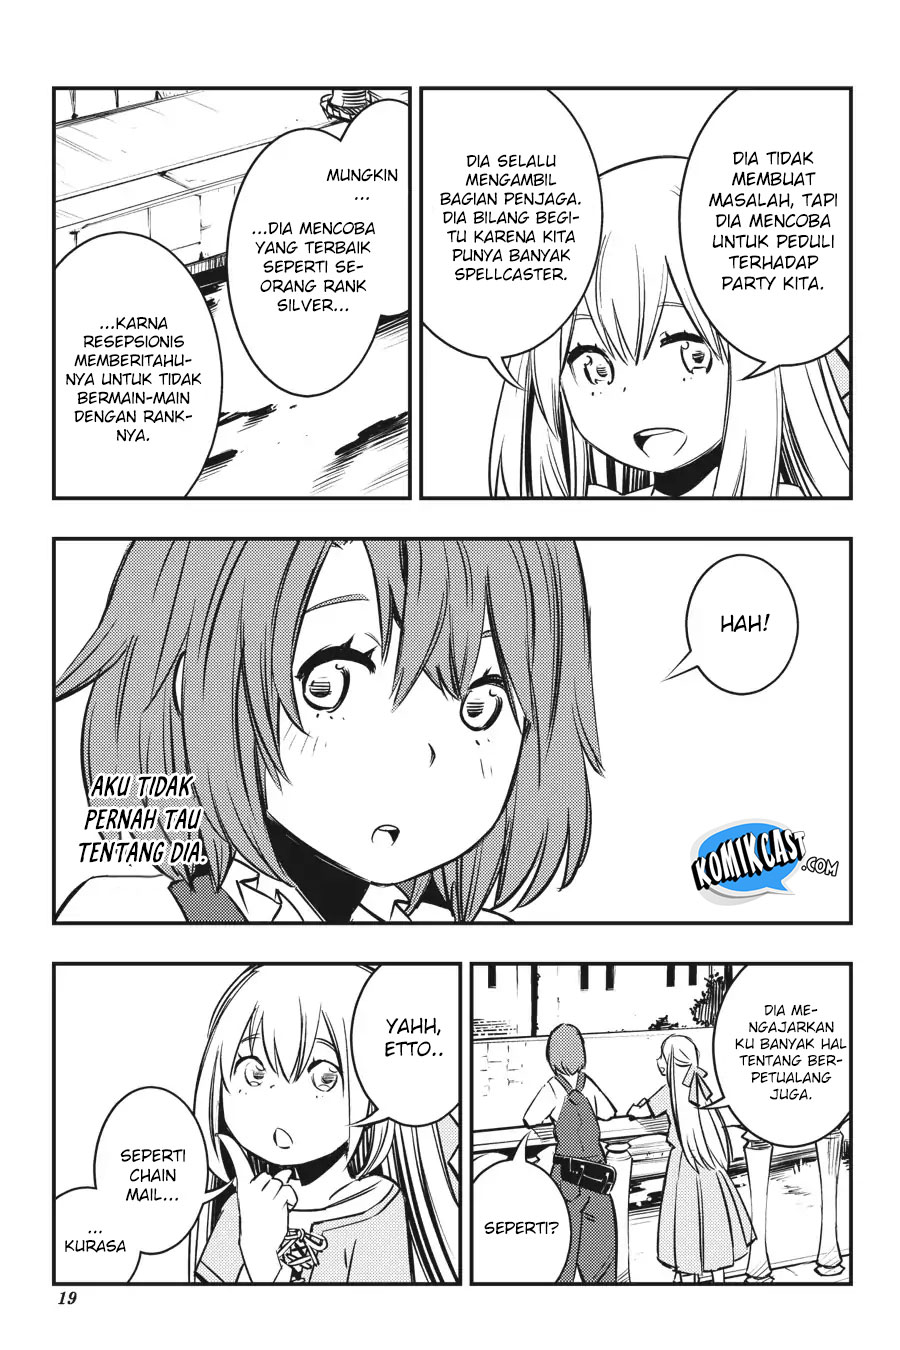 DIA TIDAK
MEMBUAT
MASALAH, TAPI
DIA MENCOBA
UNTUK PEDULI
TERHADAP
PARTY KITA.
DIA SELALU
MENGAMBIL
BAGIAN PENJAGA.
DIA BILANG BEGI-
TU KARENA KITA
PUNYA BANYAK
SPELLCASTER.
MUNGKIN
...
...DIA MENCOBA
YANG TERBAIK
SEPERTI SE-
ORANG RANK
SILVER...
...KARNA
RESEPSIONIS
MEMBERITAHU-
NYA UNTUK TIDAK
BERMAIN-MAIN
DENGAN RANK-
NYA.
HAH!
AKU TIDAK
PERNAH TAU
TENTANG DIA.
KOMIKCAST
.COM
DIA ME-
NGAJARKAN
KU BANYAK HAL
TENTANG BER-
PETUALANG
JUGA.
SEPERTI?
YAHH,
ETTO..
SEPERTI
CHAIN
MAIL...
...
KURASA
19